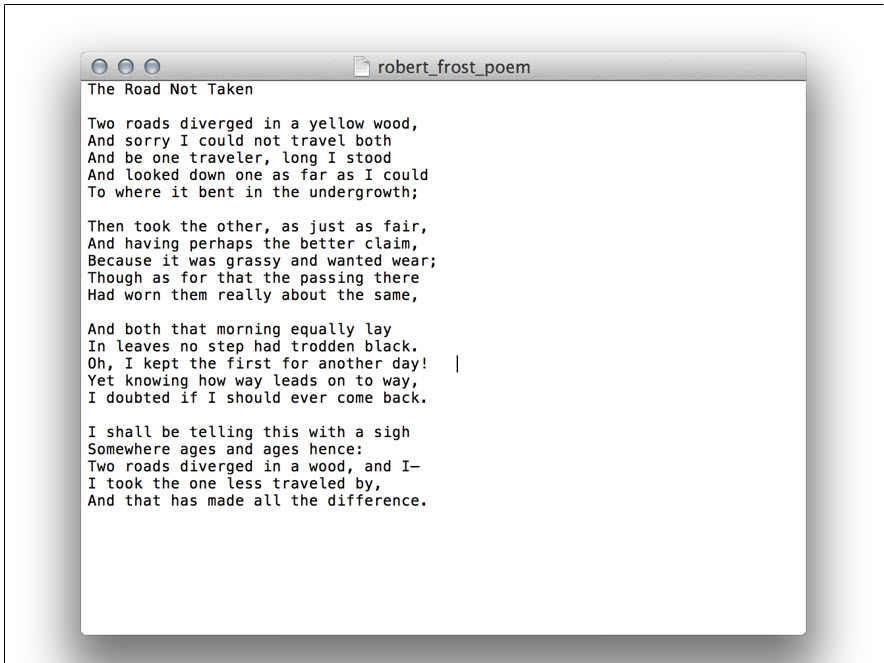 robert_frost_poem
The Road Not Taken
Two roads diverged in a yellow wood,
And sorry I could not travel both
And be one traveler, long I stood
And looked down one as far as I could
To where it bent in the undergrowth;
Then took the other, as just as fair,
And having perhaps the better claim,
Because it was grassy and wanted wear;
Though as for that the passing there
Had worn them really about the same,
And both that morning equally lay
In leaves no step had trodden black.
Oh, I kept the first for another day!
Yet knowing how way leads on to way,
I doubted if I should ever come back.
I shall be telling this with a sigh
Somewhere ages and ages hence:
Two roads diverged in a wood, and I—
I took the one less traveled by,
And that has made all the difference.